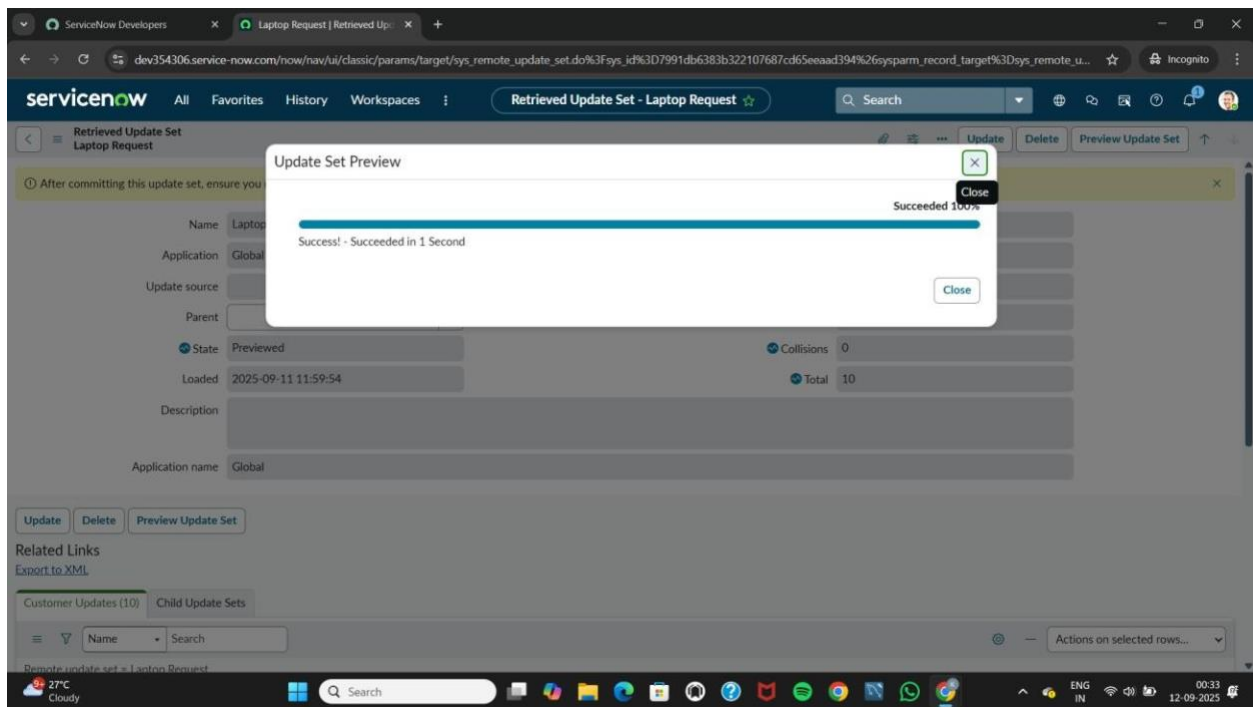 ServiceNow Developers
Laptop Request | Retrieved Up
dev354306.service-now.com/now/nav/ui/classic/params/target/sys_remote_update_set.do%3Fsys_id%3D7991db6383b322107687cd65eeaad394%26sysparm_record_target%3Dsys_remote_u...
Incognito
servicenow
All Favorites History Workspaces
Retrieved Update Set - Laptop Request
Search
1
Retrieved Update Set
Laptop Request
Update Delete Preview Update Set
Update Set Preview
After committing this update set, ensure you
Close
Succeeded 100%
Success! - Succeeded in 1 Second
Close
Name Laptop
Application Global
Update source
Parent
State Previewed
Collisions 0
Loaded 2025-09-11 11:59:54
Total 10
Description
Application name Global
Update Delete Preview Update Set
Related Links
Export to XML
Customer Updates (10) Child Update Sets
Name Search
Actions on selected rows...
Remote update set = Laptop Request
9+ 27°C
Cloudy
Search
ENG
IN
00:33
12-09-2025